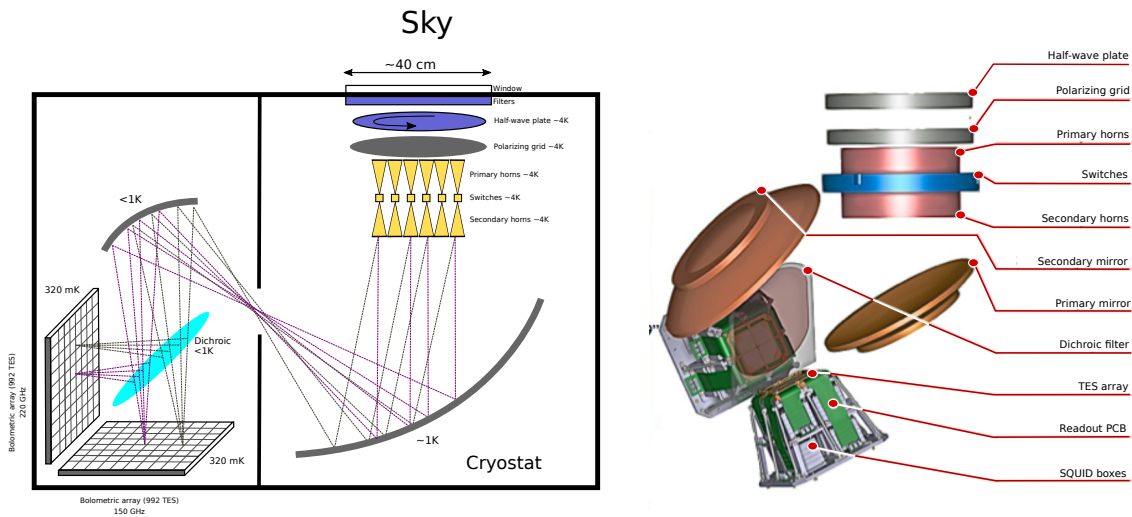 Sky
~40 cm
Window
Filters
Half-wave plate ~4K
Polarizing grid ~4K
Primary horns ~4K
Switches ~4K
Secondary horns ~4K
<1K
320 mK
Dichroic
<1K
Bolometric array (992 TES)
220 GHz
320 mK
~1K
Cryostat
Bolometric array (992 TES)
150 GHz
Half-wave plate
Polarizing grid
Primary horns
Switches
Secondary horns
Secondary mirror
Primary mirror
Dichroic filter
TES array
Readout PCB
SQUID boxes